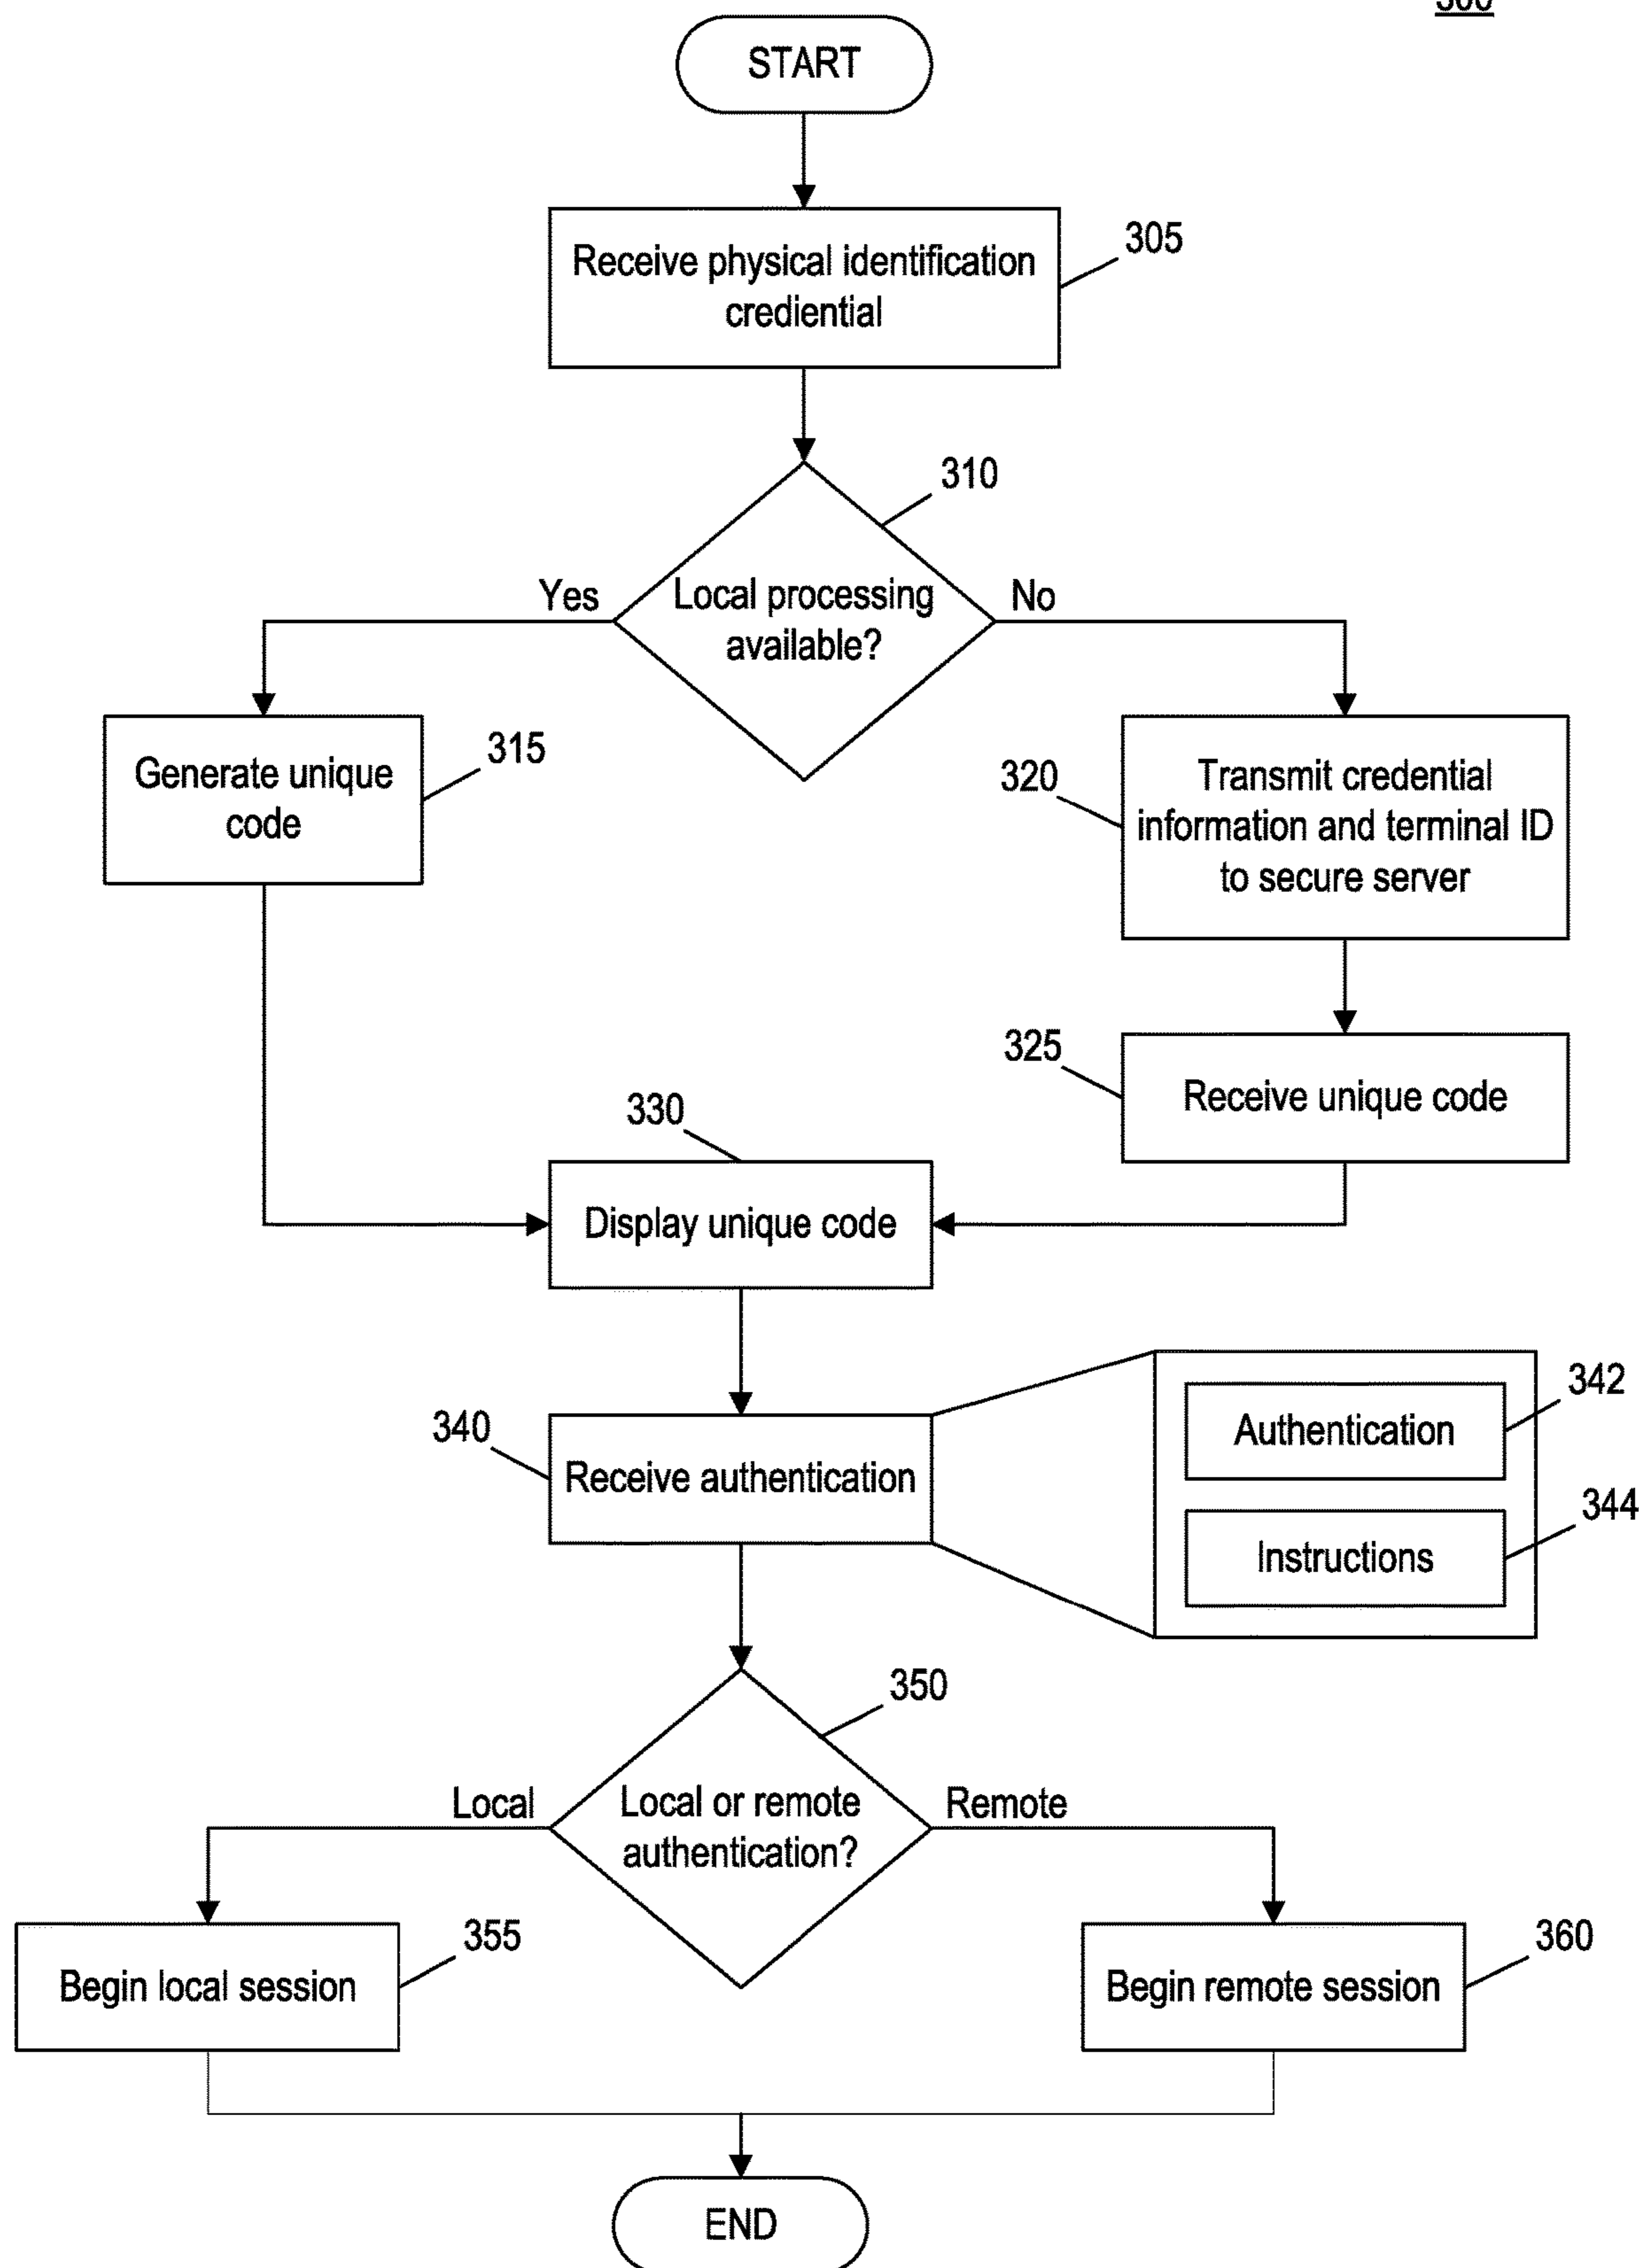 START
Receive physical identification
crediential
305
310
Local processing
available?
Yes
No
Generate unique
code
315
320
Transmit credential
information and terminal ID
to secure server
325
Receive unique code
330
Display unique code
340
Receive authentication
Authentication
342
Instructions
344
350
Local or remote
authentication?
Local
Remote
Begin local session
355
Begin remote session
360
END